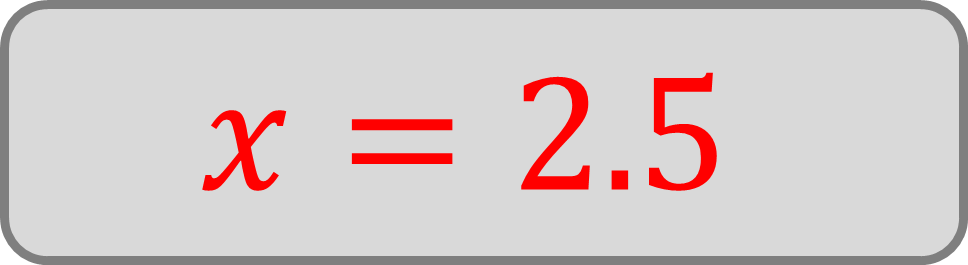 x = 2.5